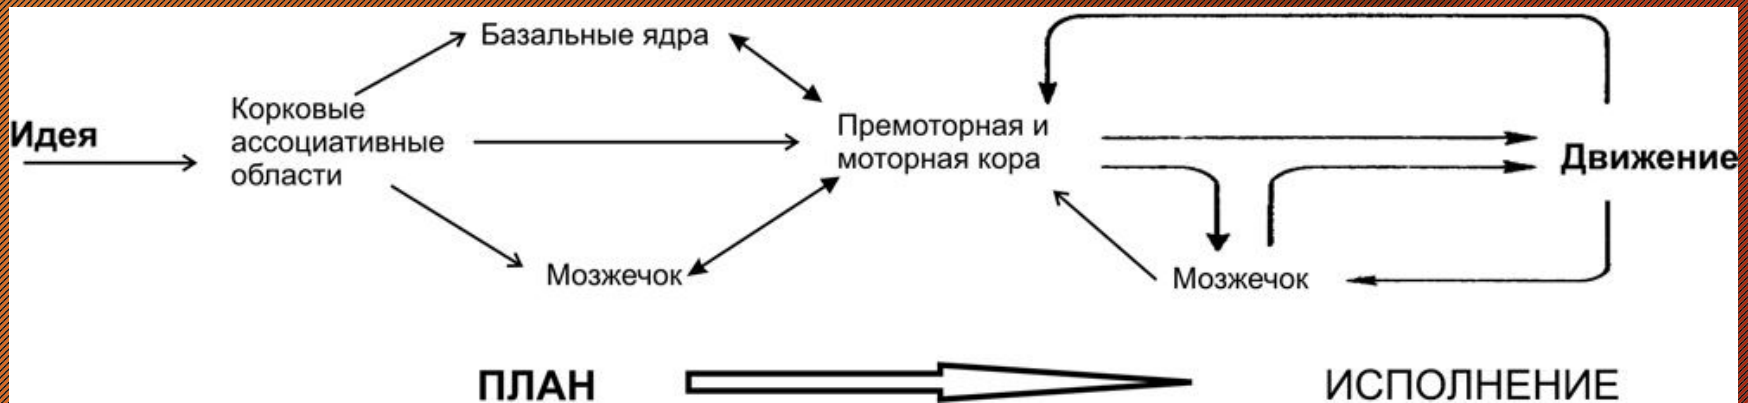 Базальные ядра
Идея
Корковые
ассоциативные
области
Премоторная и
моторная кора
Движение
Мозжечок
Мозжечок
ПЛАН
ИСПОЛНЕНИЕ